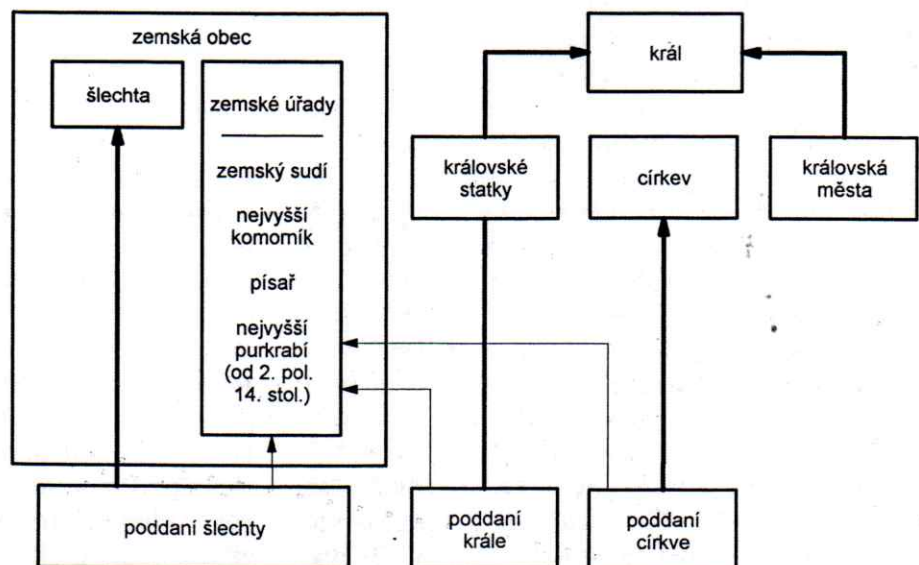 zemská obec
šlechta
zemské úřady
zemský sudí
nejvyšší
komorník
písař
nejvyšší
purkrabí
(od 2. pol.
14. stol.)
král
královské
statky
církev
královská
města
poddaní šlechty
poddaní
krále
poddaní
církve